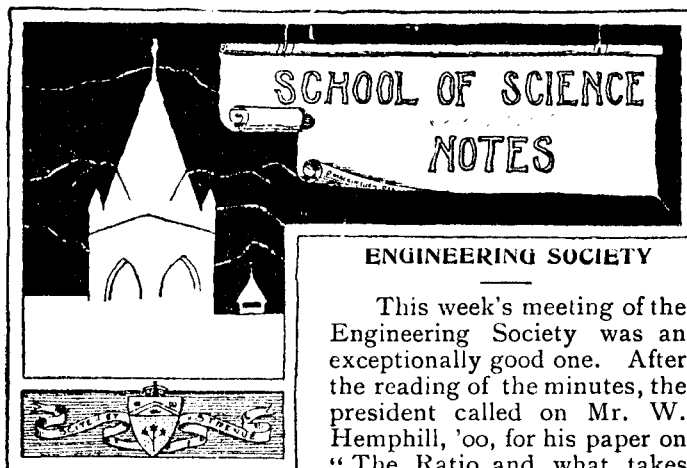 SCHOOL OF SCIENCE
NOTES
ENGINEERING SOCIETY
This week's meeting of the
Engineering Society was an
exceptionally good one. After
the reading of the minutes, the
president called on Mr. W.
Hemphill, 'oo, for his paper on
“ The Ratio and what takes